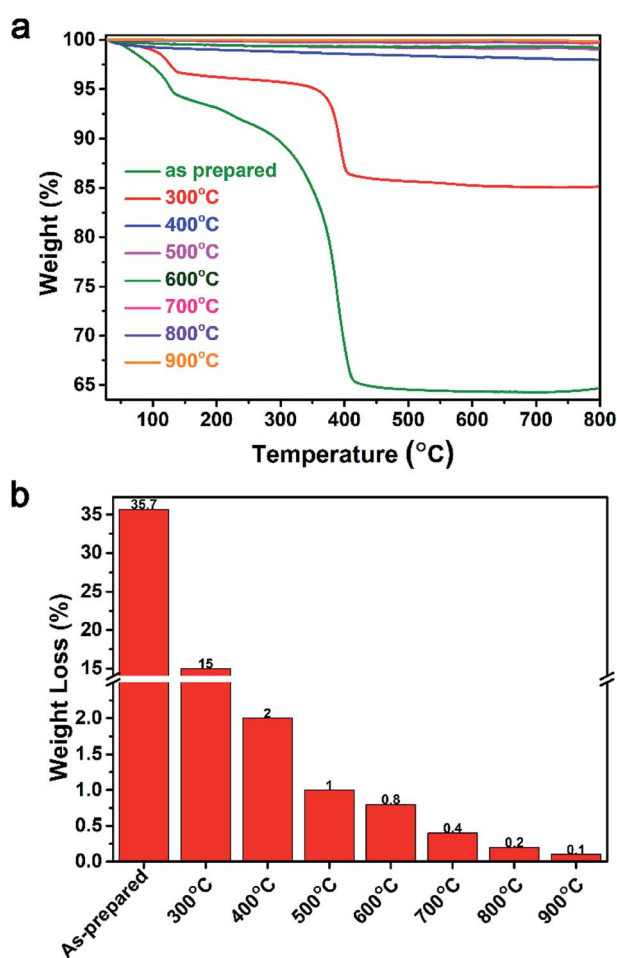 a
100
95
90
85
80
75
70
65
Weight (%)
as prepared
300°C
400°C
500°C
600°C
700°C
800°C
900°C
100 200 300 400 500 600 700 800
Temperature (°C)
b
35
30
25
20
15
2.0
1.5
1.0
0.5
0.0
Weight Loss (%)
35.7
15
2
1
0.8
0.4
0.2
0.1
As-prepared
300°C
400°C
500°C
600°C
700°C
800°C
900°C